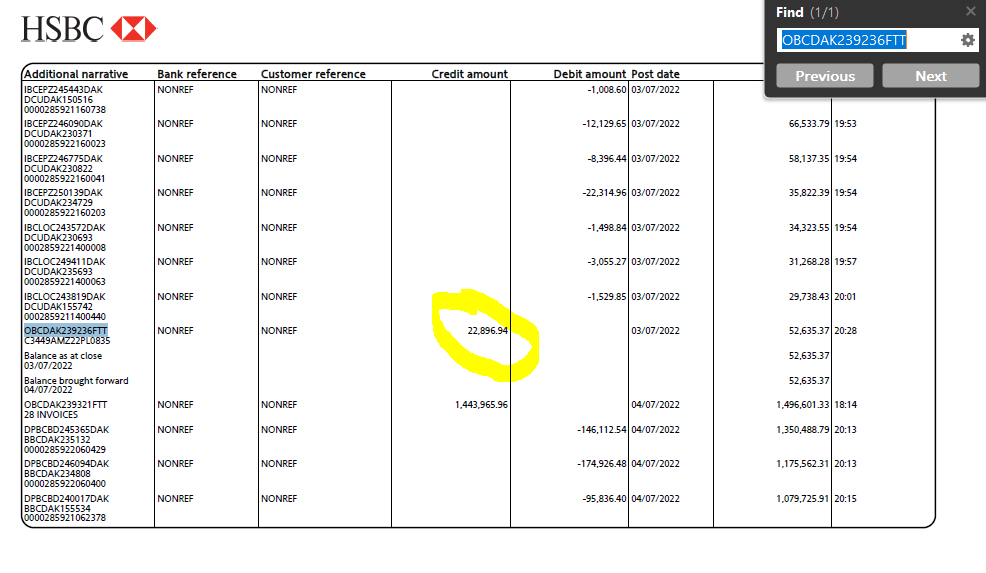 HSBC
Find (1/1)
OBCDAK239236FTT
Previous Next
Additional narrative Bank reference Customer reference Credit amount Debit amount Post date
IBCEPZ245443DAK NONREF NONREF -1,008.60 03/07/2022
DCUDAK150516
0000285921160738
IBCEPZ246090DAK NONREF NONREF -12,129.65 03/07/2022 66,533.79 19:53
DCUDAK230371
0000285922160023
IBCEPZ246775DAK NONREF NONREF -8,396.44 03/07/2022 58,137.35 19:54
DCUDAK230822
0000285922160041
IBCEPZ250139DAK NONREF NONREF -22,314.96 03/07/2022 35,822.39 19:54
DCUDAK234729
0000285922160203
IBCLOC243572DAK NONREF NONREF -1,498.84 03/07/2022 34,323.55 19:54
DCUDAK230693
0002859221400008
IBCLOC249411DAK NONREF NONREF -3,055.27 03/07/2022 31,268.28 19:57
DCUDAK235693
0002859221400063
IBCLOC243819DAK NONREF NONREF -1,529.85 03/07/2022 29,738.43 20:01
DCUDAK155742
0002859211400440
OBCDAK239236FTT NONREF NONREF 22,896.94 03/07/2022 52,635.37 20:28
C3449AMZ22PL0835
Balance as at close 52,635.37
03/07/2022
Balance brought forward 52,635.37
04/07/2022
OBCDAK239321FTT NONREF NONREF 1,443,965.96 04/07/2022 1,496,601.33 18:14
28 INVOICES
DPBCBD245365DAK NONREF NONREF -146,112.54 04/07/2022 1,350,488.79 20:13
BBCDAK235132
0000285922060429
DPBCBD246094DAK NONREF NONREF -174,926.48 04/07/2022 1,175,562.31 20:13
BBCDAK234808
0000285922060400
DPBCBD240017DAK NONREF NONREF -95,836.40 04/07/2022 1,079,725.91 20:15
BBCDAK155534
0000285921062378